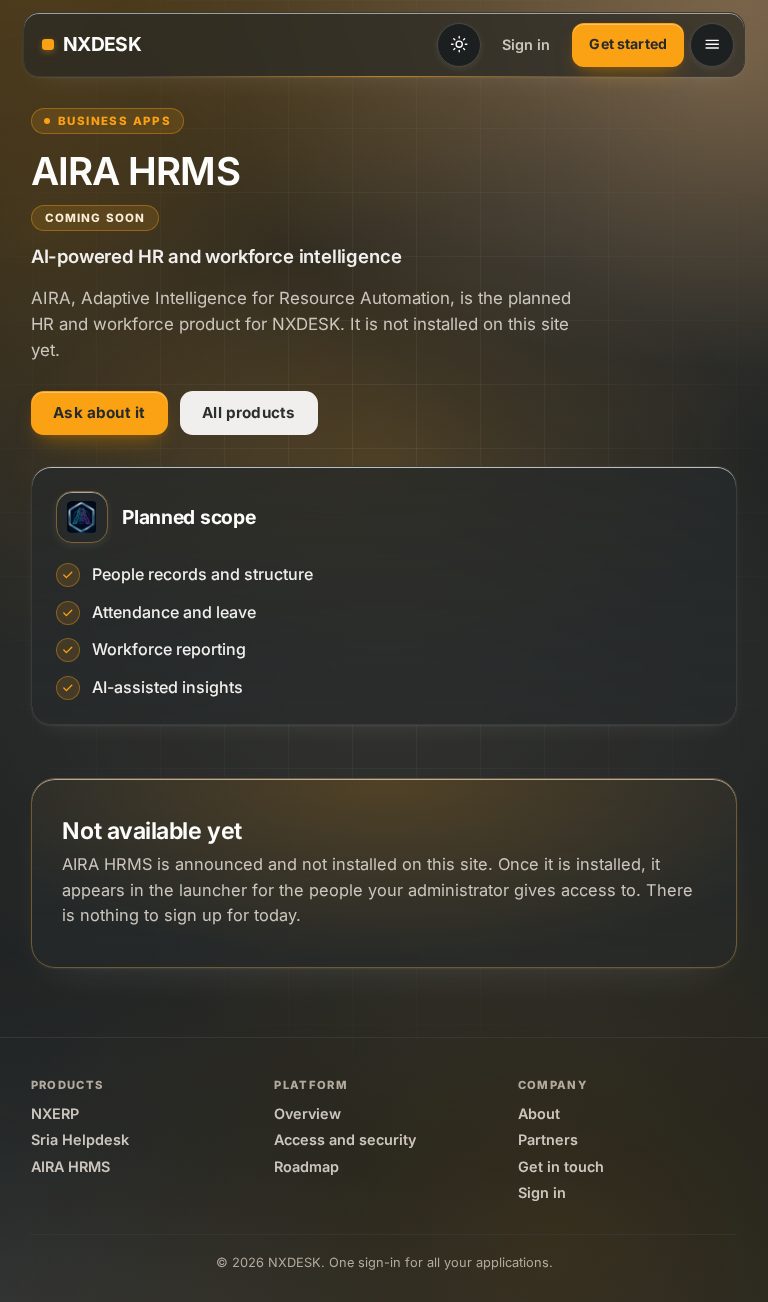 NXDESK
Sign in
Get started
BUSINESS APPS
AIRA HRMS
COMING SOON
AI-powered HR and workforce intelligence
AIRA, Adaptive Intelligence for Resource Automation, is the planned
HR and workforce product for NXDESK. It is not installed on this site
yet.
Ask about it
All products
Planned scope
People records and structure
Attendance and leave
Workforce reporting
AI-assisted insights
Not available yet
AIRA HRMS is announced and not installed on this site. Once it is installed, it
appears in the launcher for the people your administrator gives access to. There
is nothing to sign up for today.
PRODUCTS
NXERP
Sria Helpdesk
AIRA HRMS
PLATFORM
Overview
Access and security
Roadmap
COMPANY
About
Partners
Get in touch
Sign in
© 2026 NXDESK. One sign-in for all your applications.